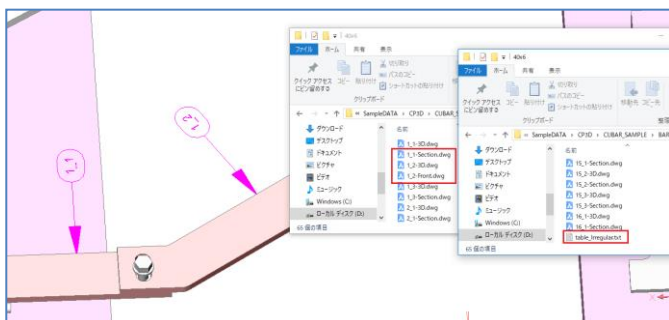 1_1
1_2
40x6
ファイル ホーム 共有 表示
クイック アクセス
にピン留めする
コピー 貼り付け
切り取り
パスのコピー
ショートカットの貼り付け
クリップボード
« SampleDATA › CP3D › CUBAR_SAMPLE
ダウンロード
デスクトップ
ドキュメント
ピクチャ
ビデオ
ミュージック
Windows (C:)
ローカル ディスク (D:)
名前
1_1-3D.dwg
1_1-Section.dwg
1_2-3D.dwg
1_2-Front.dwg
1_3-3D.dwg
1_3-Section.dwg
2_1-3D.dwg
2_1-Section.dwg
65 個の項目
40x6
ファイル ホーム 共有 表示
クイック アクセス
にピン留めする
コピー 貼り付け
切り取り
パスのコピー
ショートカットの貼り付け
移動先 コピー先
クリップボード
整理
« SampleDATA › CP3D › CUBAR_SAMPLE › BAR
ダウンロード
デスクトップ
ドキュメント
ピクチャ
ビデオ
ミュージック
Windows (C:)
ローカル ディスク (D:)
名前
15_1-Section.dwg
15_2-3D.dwg
15_2-Section.dwg
15_3-3D.dwg
15_3-Section.dwg
16_1-3D.dwg
16_1-Section.dwg
table_Irregular.txt
65 個の項目
X